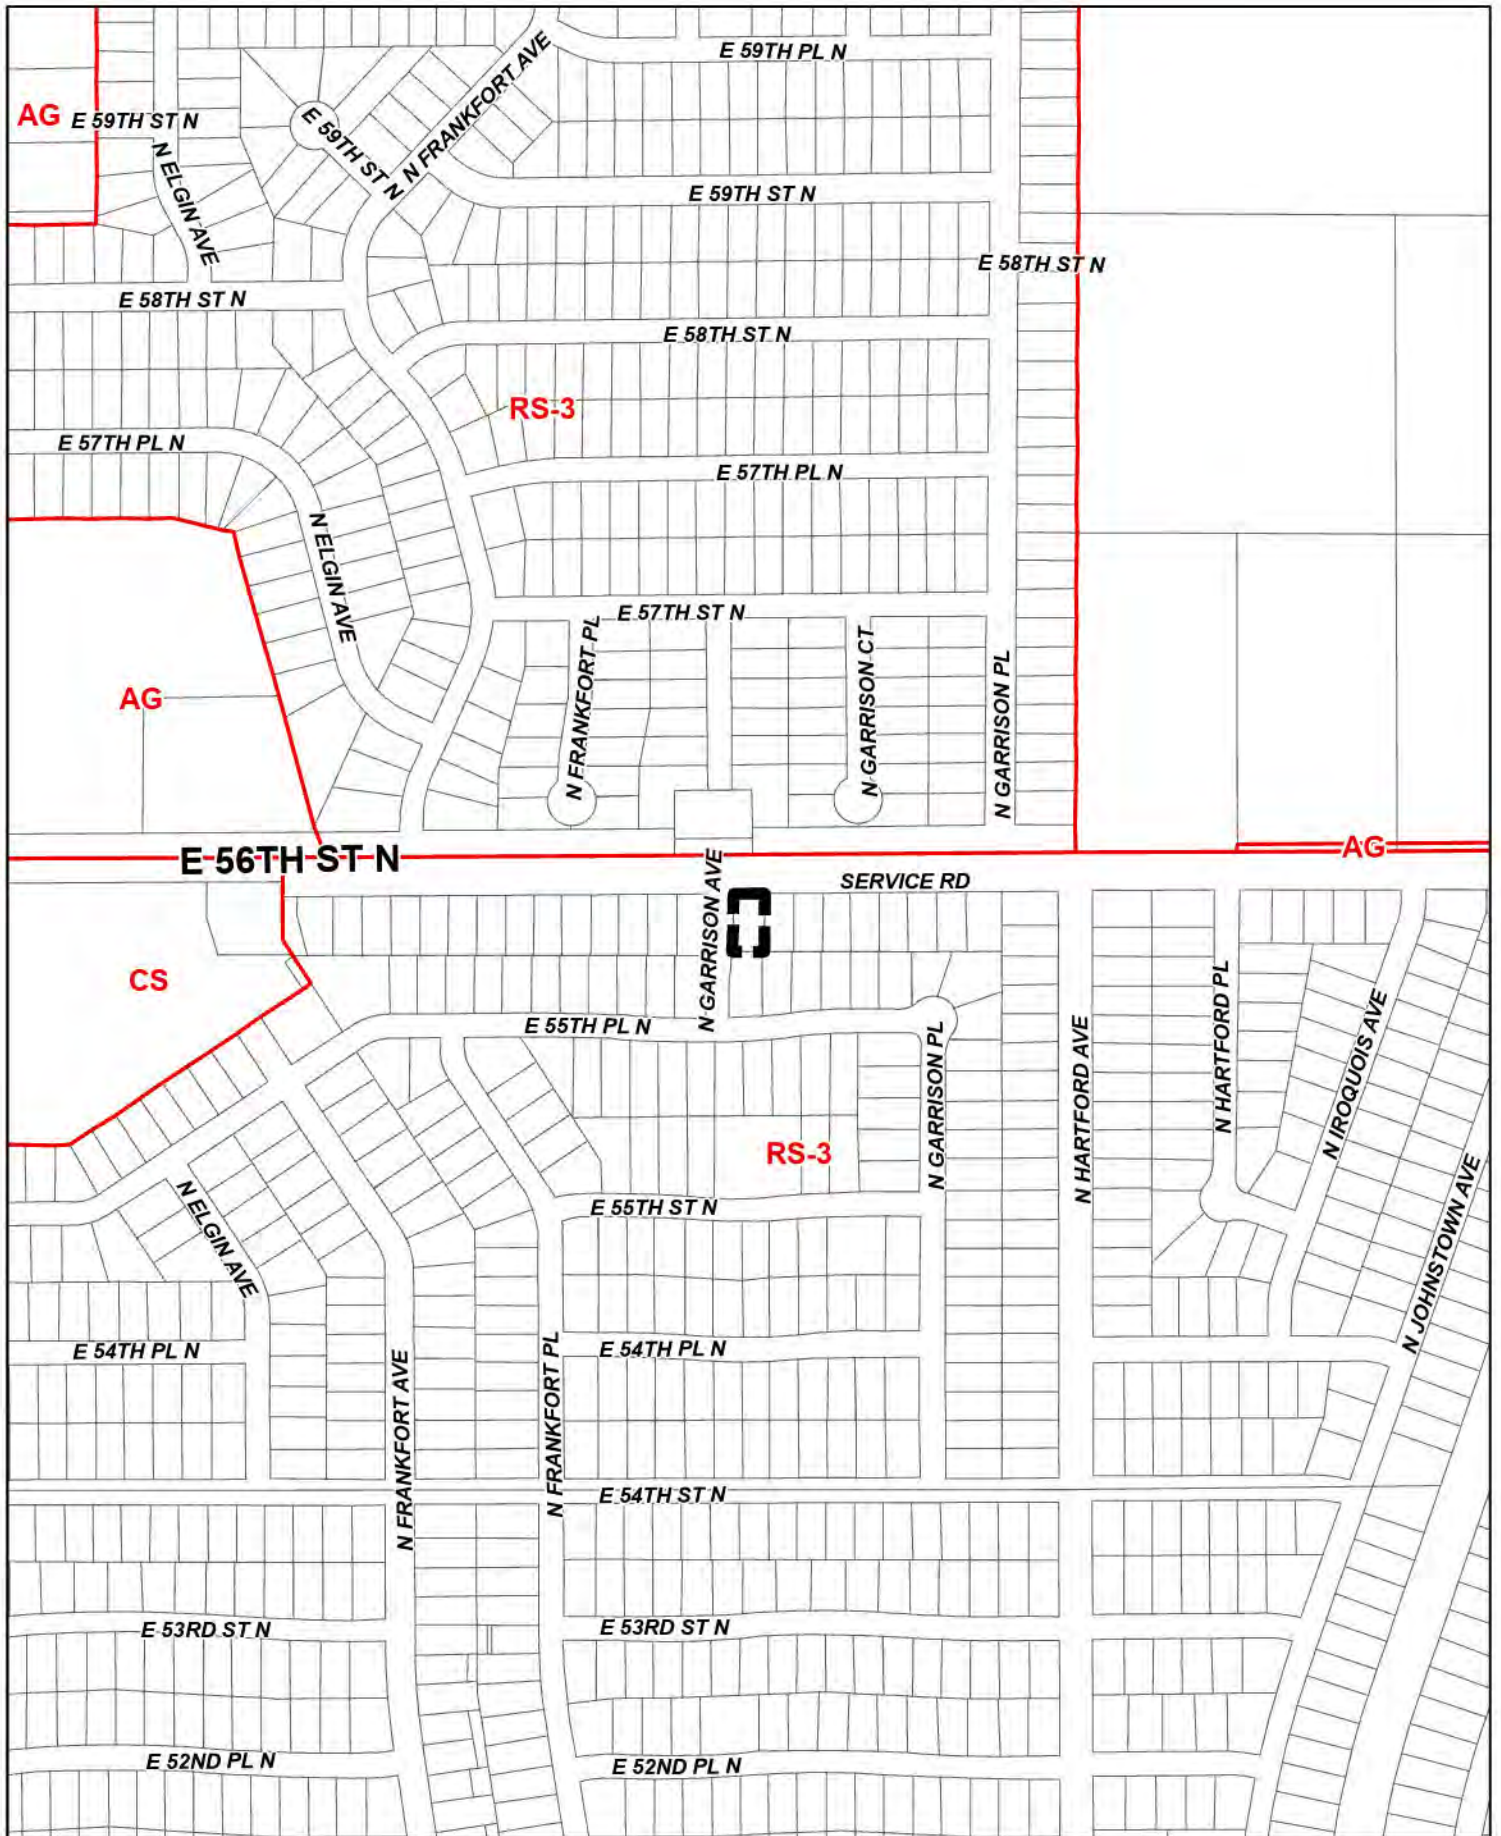 E 59TH PL N
AG
E 59TH ST N
E 59TH ST N
N FRANKFORT AVE
N ELGIN AVE
E 59TH ST N
E 58TH ST N
E 58TH ST N
E 58TH ST N
RS-3
E 57TH PL N
E 57TH PL N
N ELGIN AVE
E 57TH ST N
N FRANKFORT PL
N GARRISON CT
N GARRISON PL
AG
E 56TH ST N
AG
N GARRISON AVE
SERVICE RD
CS
E 55TH PL N
N GARRISON PL
N HARTFORD AVE
N HARTFORD PL
N IROQUOIS AVE
RS-3
N ELGIN AVE
E 55TH ST N
N JOHNSTOWN AVE
E 54TH PL N
E 54TH PL N
N FRANKFORT AVE
N FRANKFORT PL
E 54TH ST N
E 53RD ST N
E 53RD ST N
E 52ND PL N
E 52ND PL N